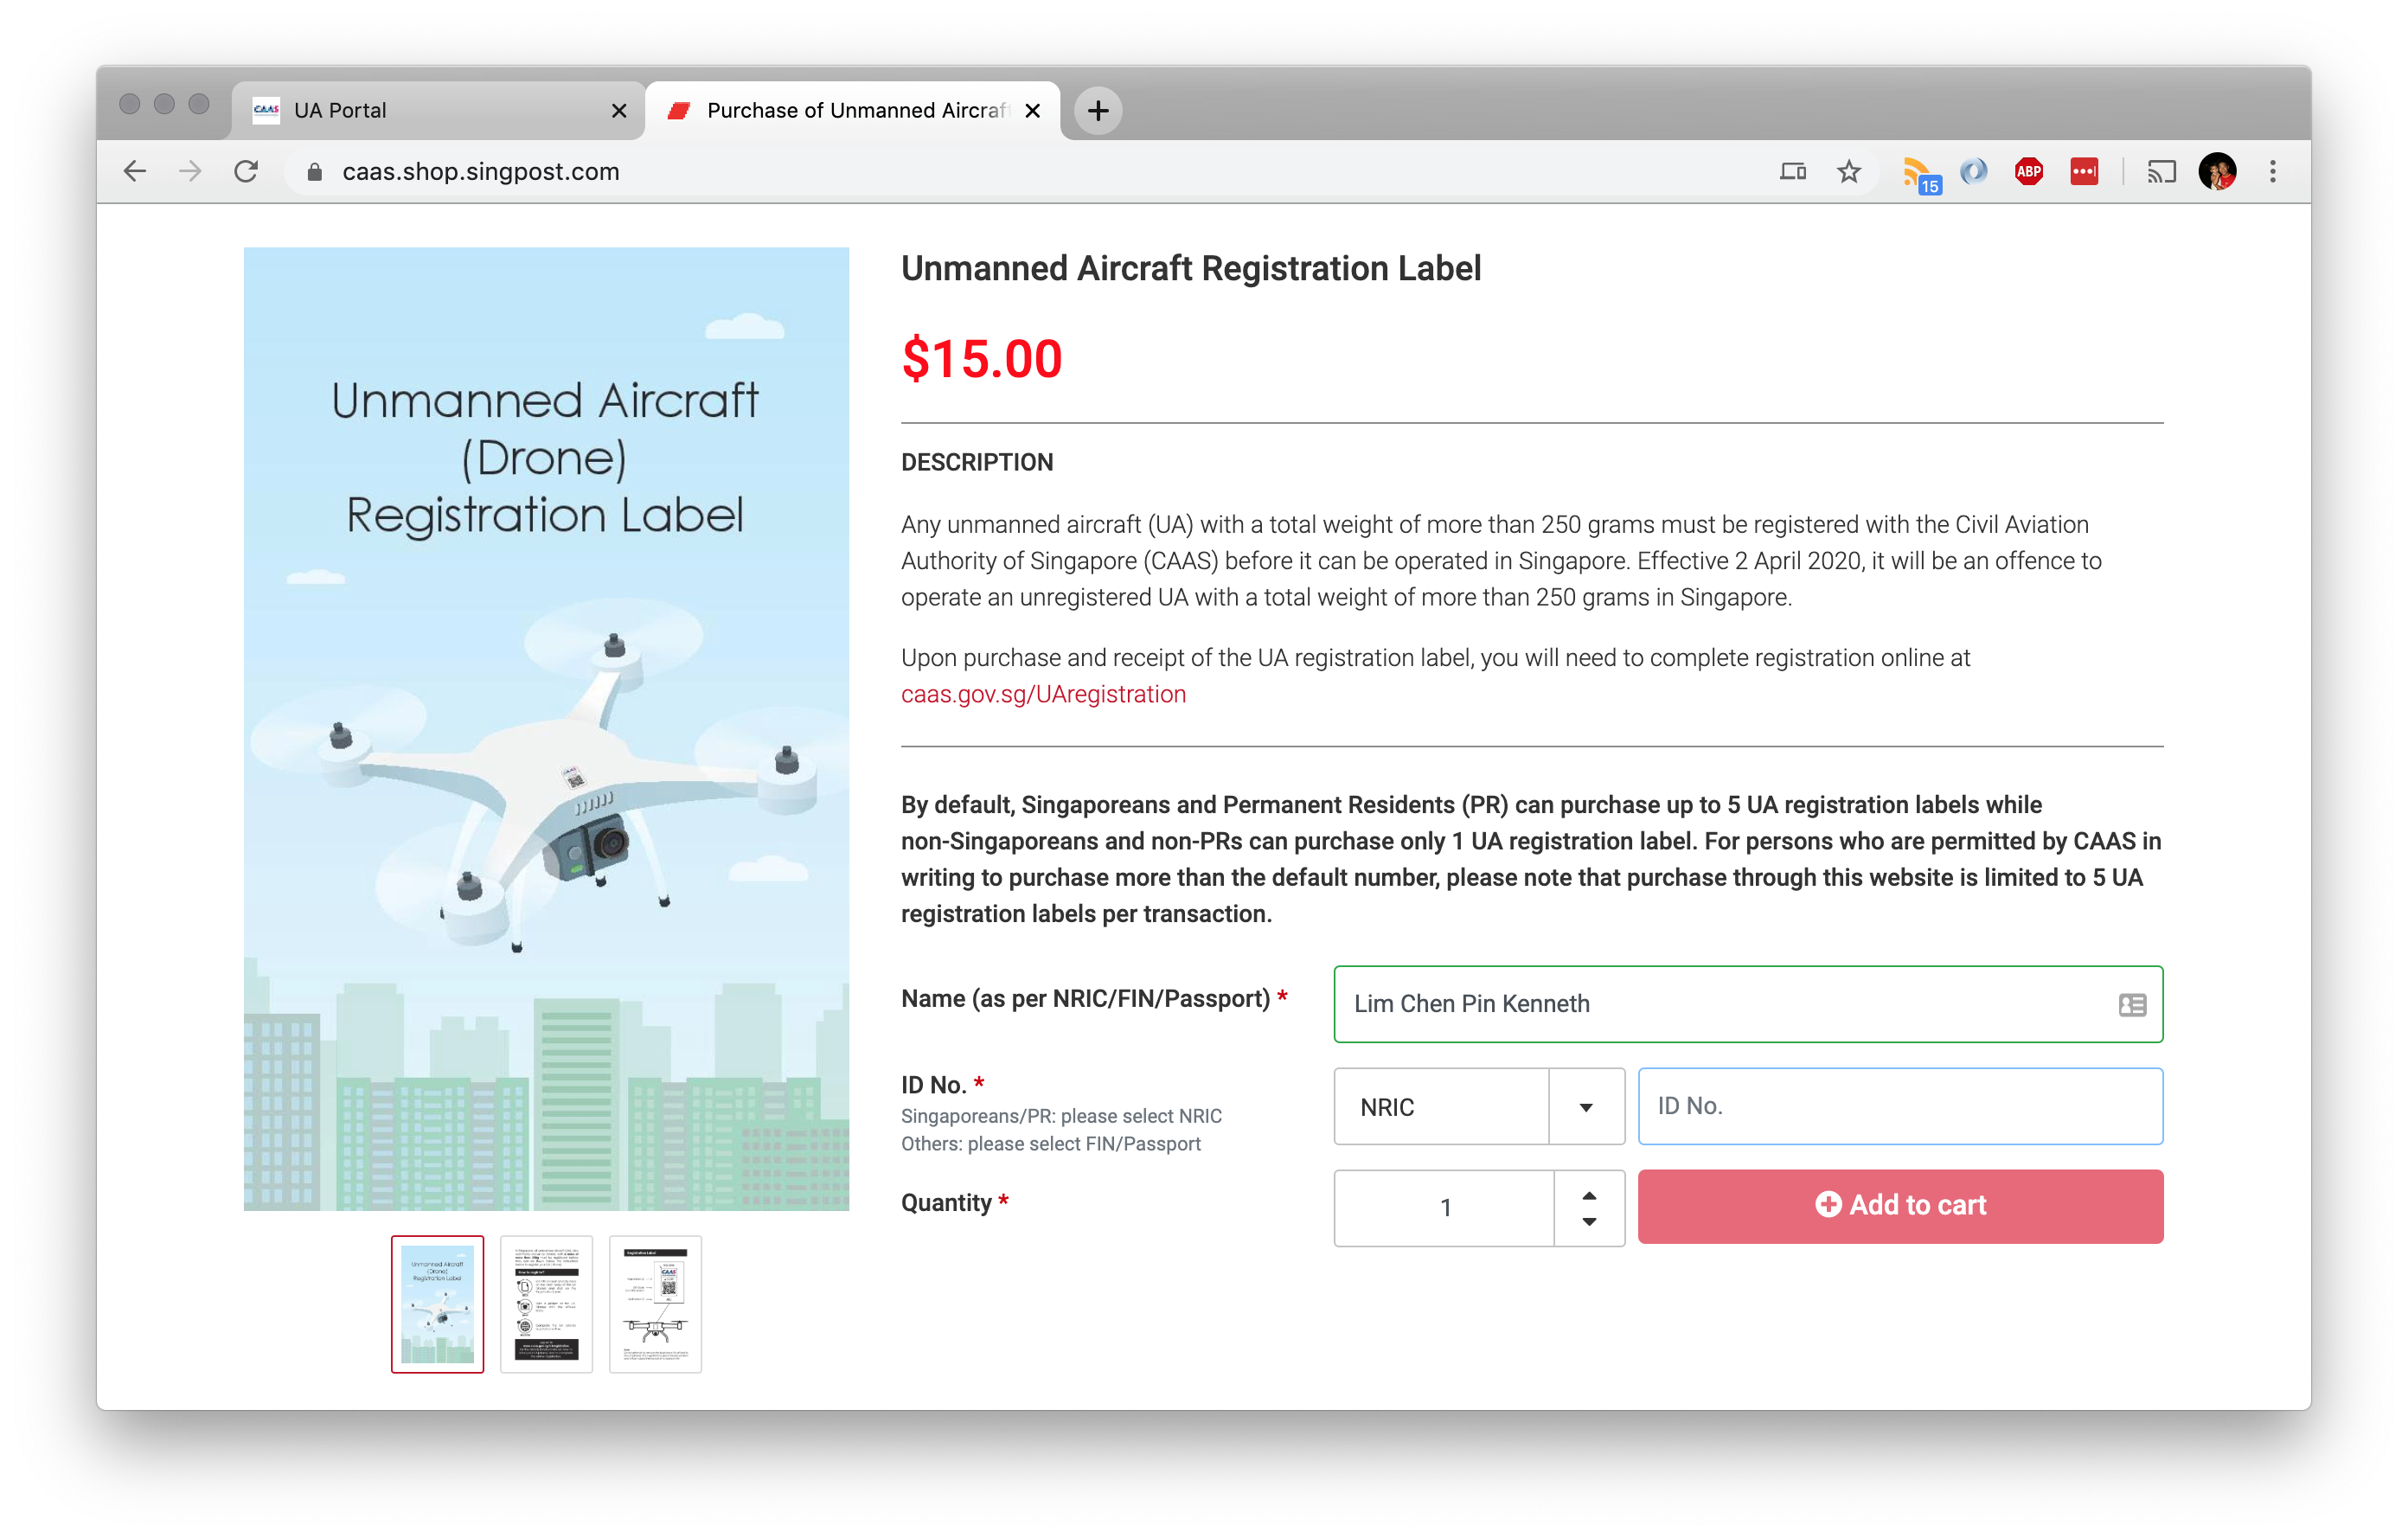 CAAS
UA Portal
Purchase of Unmanned Aircraf
caas.shop.singpost.com
15
ABP
Unmanned Aircraft
(Drone)
Registration Label
Unmanned Aircraft Registration Label
$15.00
DESCRIPTION
Any unmanned aircraft (UA) with a total weight of more than 250 grams must be registered with the Civil Aviation
Authority of Singapore (CAAS) before it can be operated in Singapore. Effective 2 April 2020, it will be an offence to
operate an unregistered UA with a total weight of more than 250 grams in Singapore.
Upon purchase and receipt of the UA registration label, you will need to complete registration online at
caas.gov.sg/UAregistration
By default, Singaporeans and Permanent Residents (PR) can purchase up to 5 UA registration labels while
non-Singaporeans and non-PRs can purchase only 1 UA registration label. For persons who are permitted by CAAS in
writing to purchase more than the default number, please note that purchase through this website is limited to 5 UA
registration labels per transaction.
Name (as per NRIC/FIN/Passport) *
Lim Chen Pin Kenneth
ID No. *
Singaporeans/PR: please select NRIC
Others: please select FIN/Passport
NRIC
ID No.
Quantity *
1
Add to cart
Unmanned Aircraft
(Drone)
Registration Label
Registration Label
CAAS